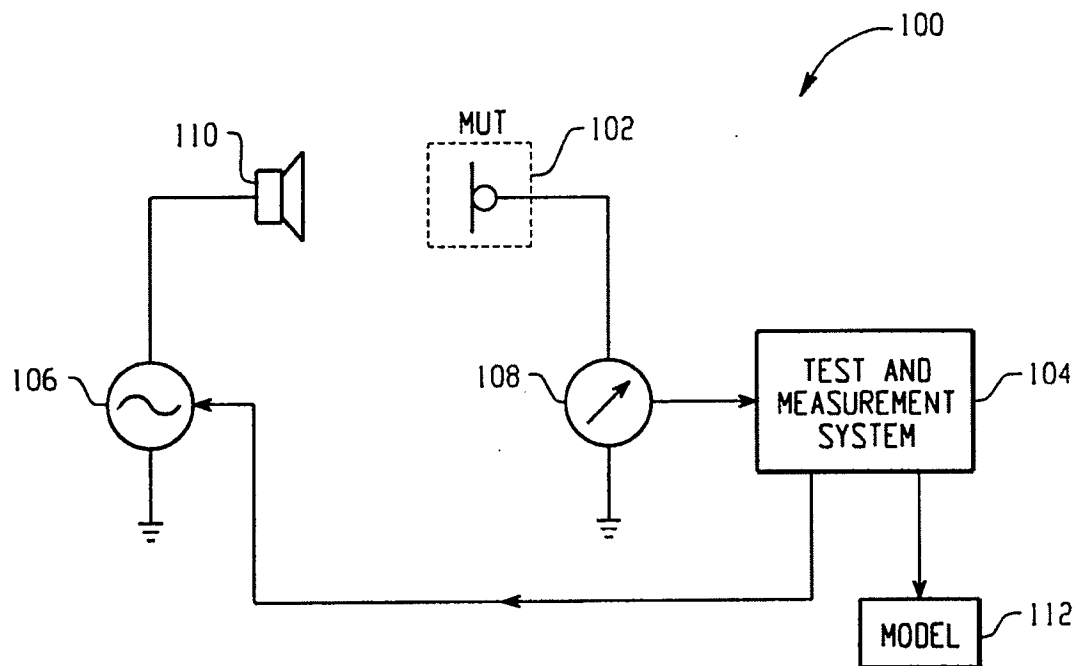 100
MUT
102
110
106
108
TEST AND
MEASUREMENT
SYSTEM
104
MODEL
112